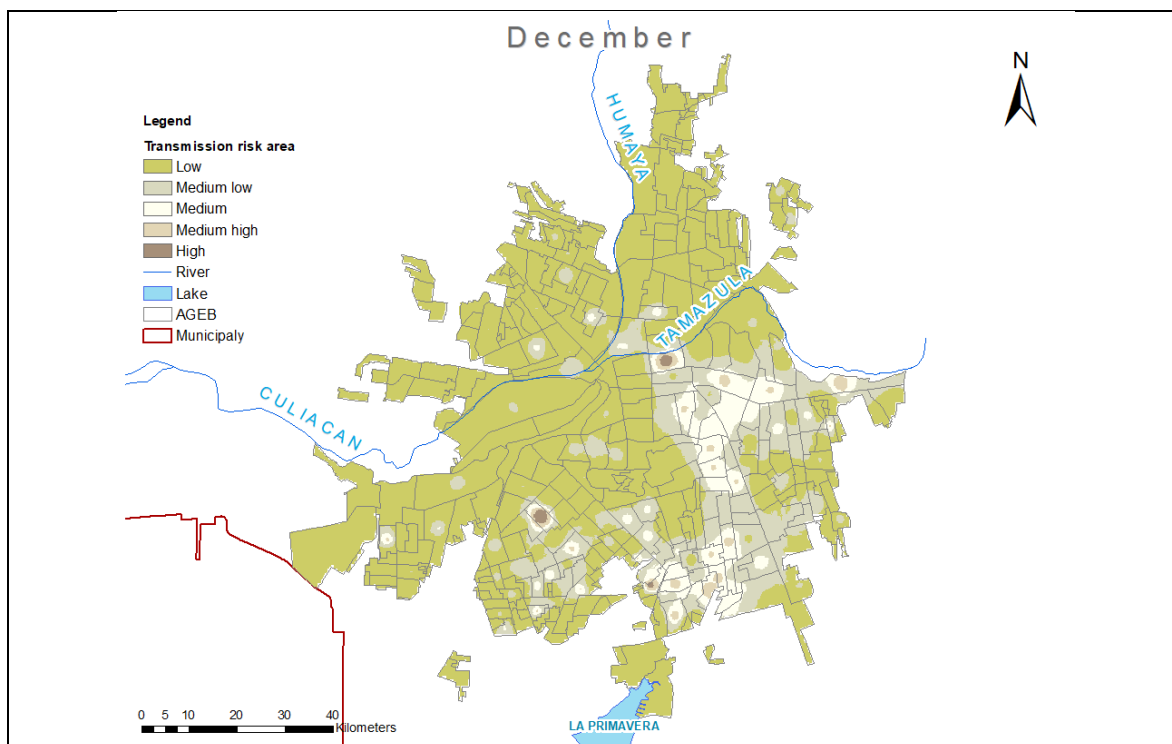 December
N
HUMAYA
Legend
Transmission risk area
Low
Medium low
Medium
Medium high
High
River
Lake
AGEB
Municipaly
TAMAZULA
CULIACAN
0 5 10 20 30 40
Kilometers
LA PRIMAVERA